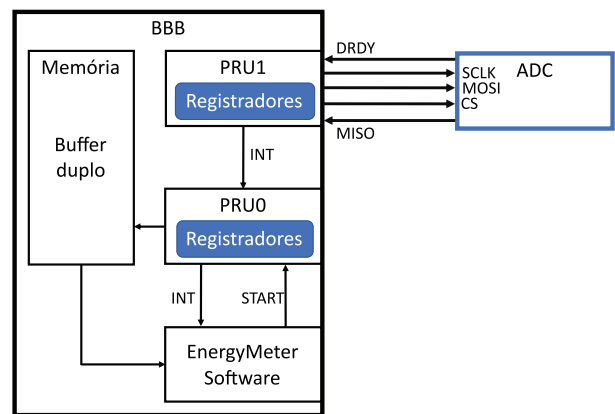 BBB
Memória
Buffer
duplo
PRU1
Registradores
DRDY
SCLK
MOSI
CS
MISO
ADC
INT
PRU0
Registradores
INT
START
EnergyMeter
Software